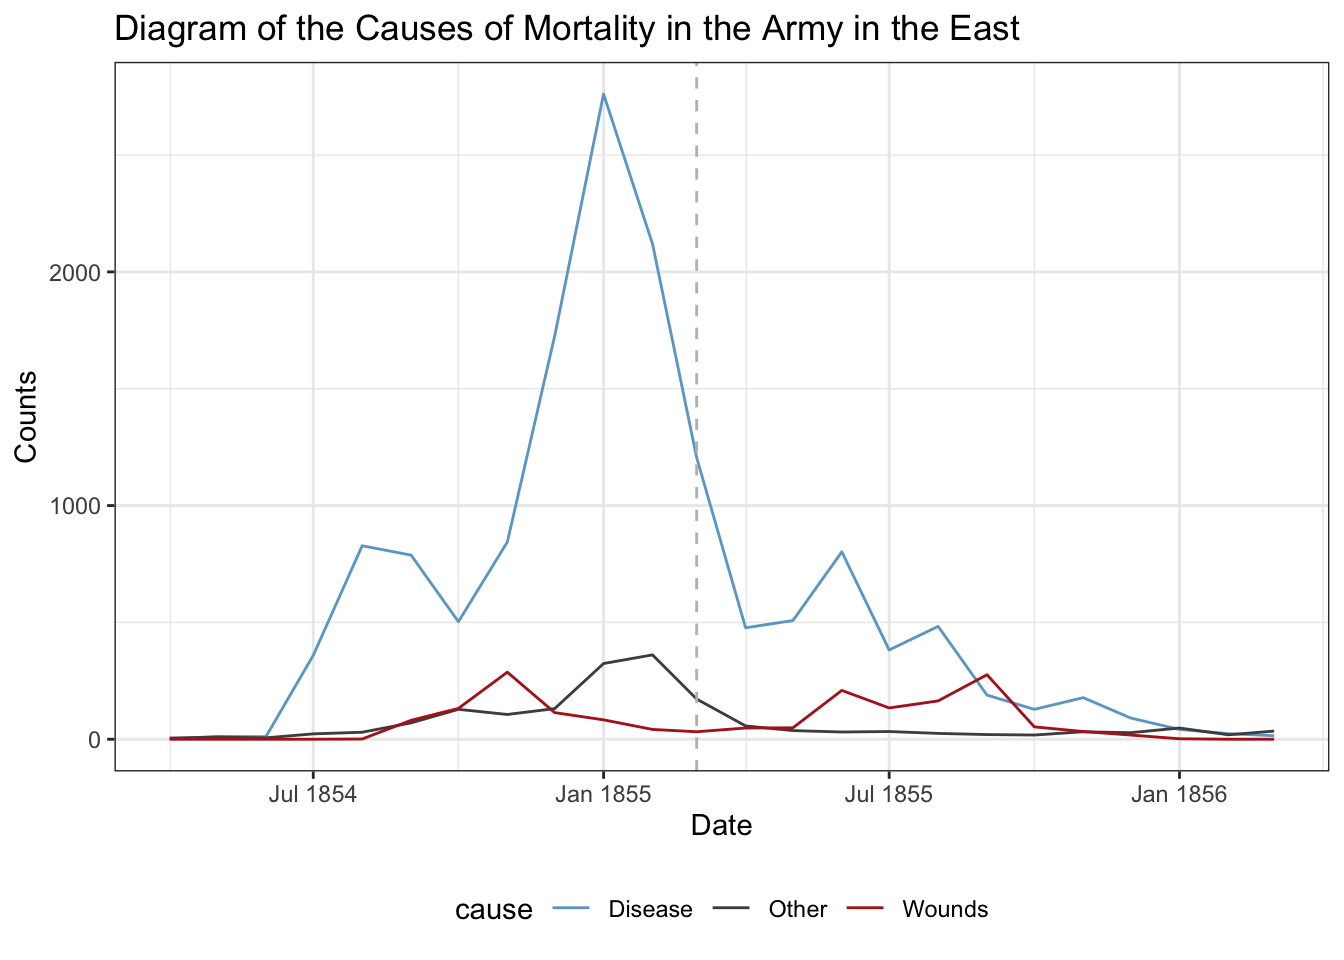 Diagram of the Causes of Mortality in the Army in the East
Counts
2000
1000
0
Jul 1854 Jan 1855 Jul 1855 Jan 1856
Date
cause Disease Other Wounds